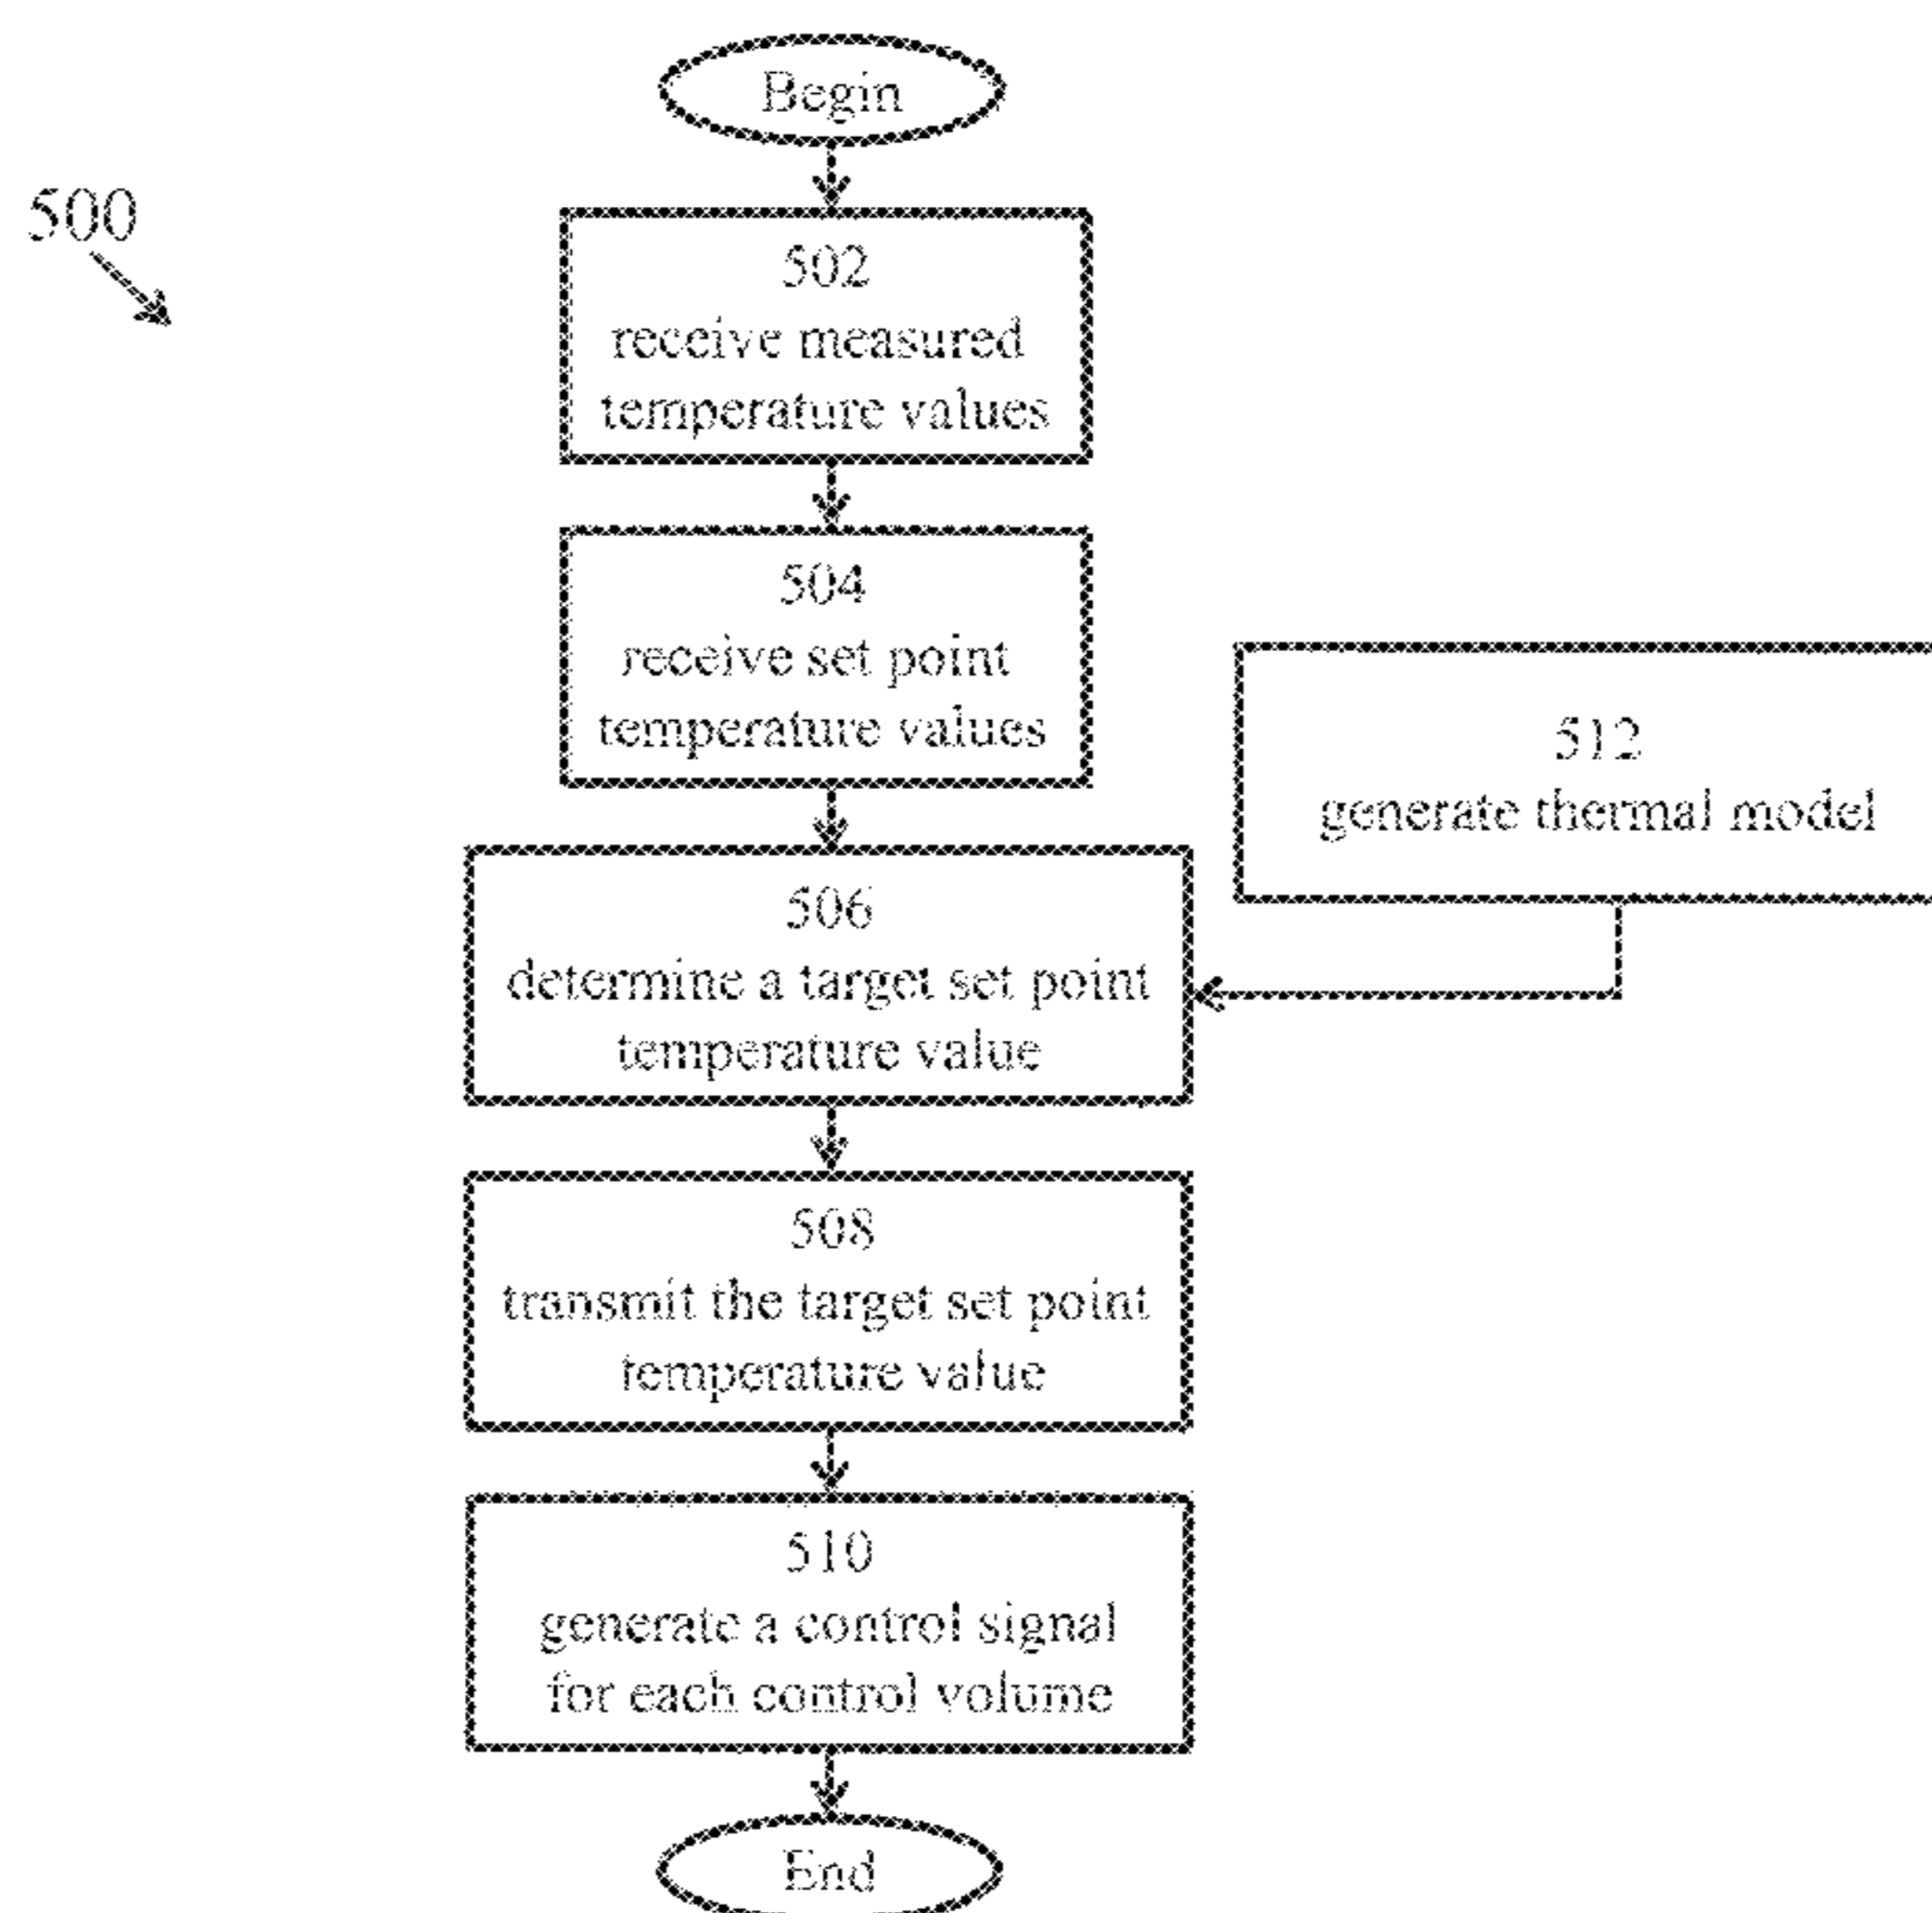 Begin
500
502
receive measured
temperature values
504
receive set point
temperature values
512
generate thermal model
506
determine a target set point
temperature value
508
transmit the target set point
temperature value
510
generate a control signal
for each control volume
End